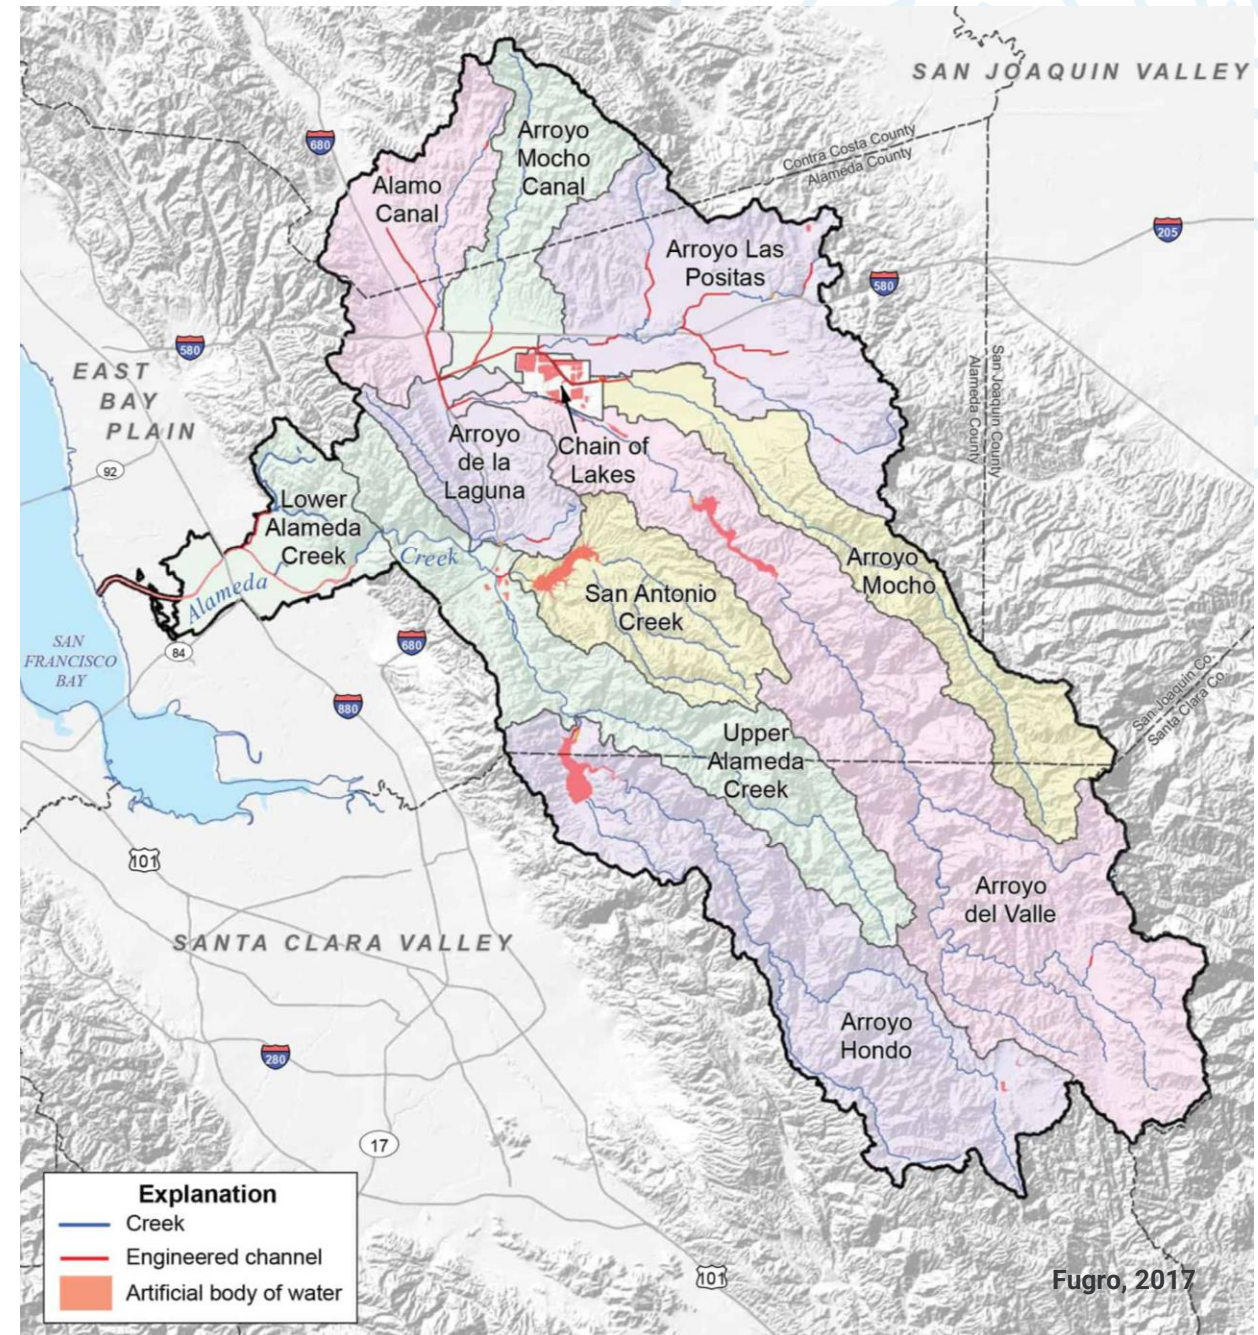 SAN JOAQUIN VALLEY
Contra Costa County
Alameda County
680
Arroyo
Mocho
Canal
Alamo
Canal
205
Arroyo Las
Positas
580
580
San Joaquin County
Alameda County
EAST
BAY
PLAIN
92
Arroyo
de la
Laguna
Chain of
Lakes
Lower
Alameda
Creek
Creek
Alameda
Arroyo
Mocho
San Antonio
Creek
SAN
FRANCISCO
BAY
84
680
880
San Joaquin Co.
Santa Clara Co.
Upper
Alameda
Creek
101
Arroyo
del Valle
SANTA CLARA VALLEY
Arroyo
Hondo
280
17
Explanation
Creek
Engineered channel
Artificial body of water
101
Fugro, 2017